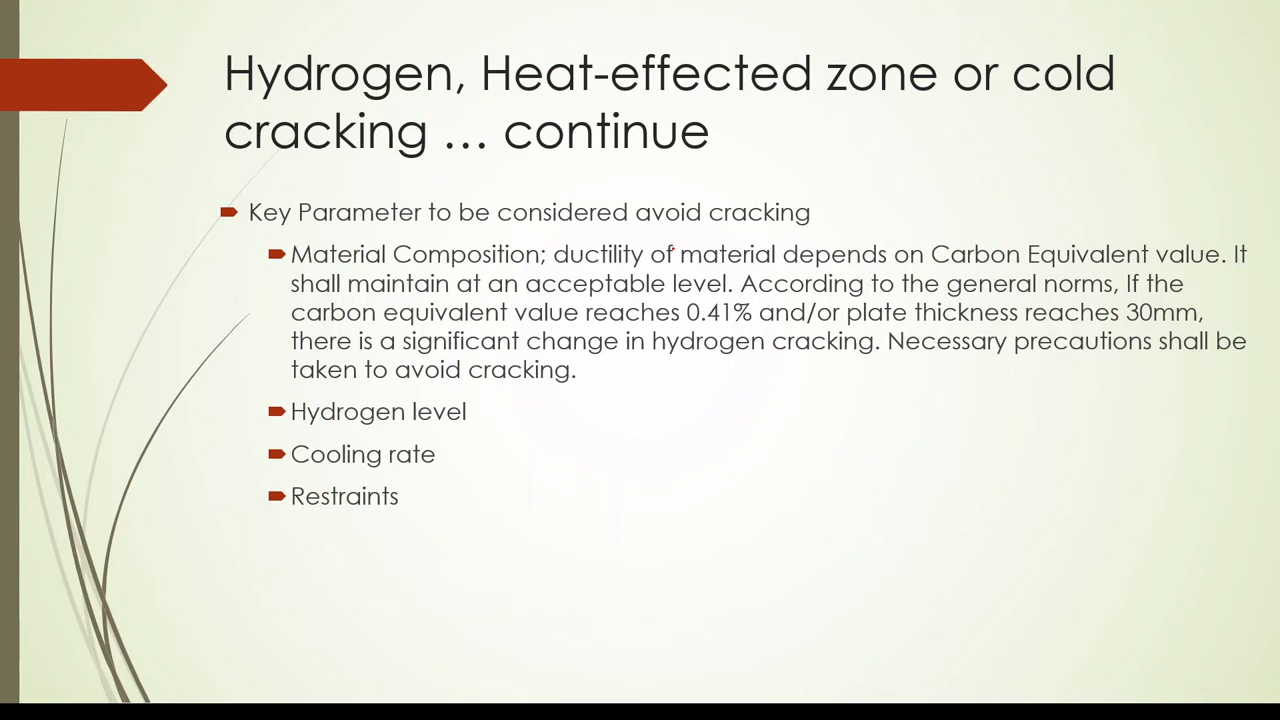 Hydrogen, Heat-effected zone or cold
cracking … continue
Key Parameter to be considered avoid cracking
Material Composition; ductility of material depends on Carbon Equivalent value. It
shall maintain at an acceptable level. According to the general norms, If the
carbon equivalent value reaches 0.41% and/or plate thickness reaches 30mm,
there is a significant change in hydrogen cracking. Necessary precautions shall be
taken to avoid cracking.
Hydrogen level
Cooling rate
Restraints